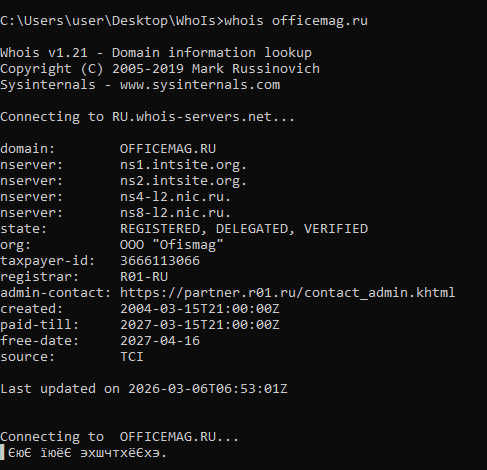 C:\Users\user\Desktop\WhoIs>whois officemag.ru
Whois v1.21 - Domain information lookup
Copyright (C) 2005-2019 Mark Russinovich
Sysinternals - www.sysinternals.com
Connecting to RU.whois-servers.net...
domain: OFFICEMAG.RU
nserver: ns1.intsite.org.
nserver: ns2.intsite.org.
nserver: ns4-l2.nic.ru.
nserver: ns8-l2.nic.ru.
state: REGISTERED, DELEGATED, VERIFIED
org: OOO "Ofismag"
taxpayer-id: 3666113066
registrar: R01-RU
admin-contact: https://partner.r01.ru/contact_admin.khtml
created: 2004-03-15T21:00:00Z
paid-till: 2027-03-15T21:00:00Z
free-date: 2027-04-16
source: TCI
Last updated on 2026-03-06T06:53:01Z
Connecting to  OFFICEMAG.RU...
▌ЄюЄ їюёЄ эхшчтхёЄхэ.